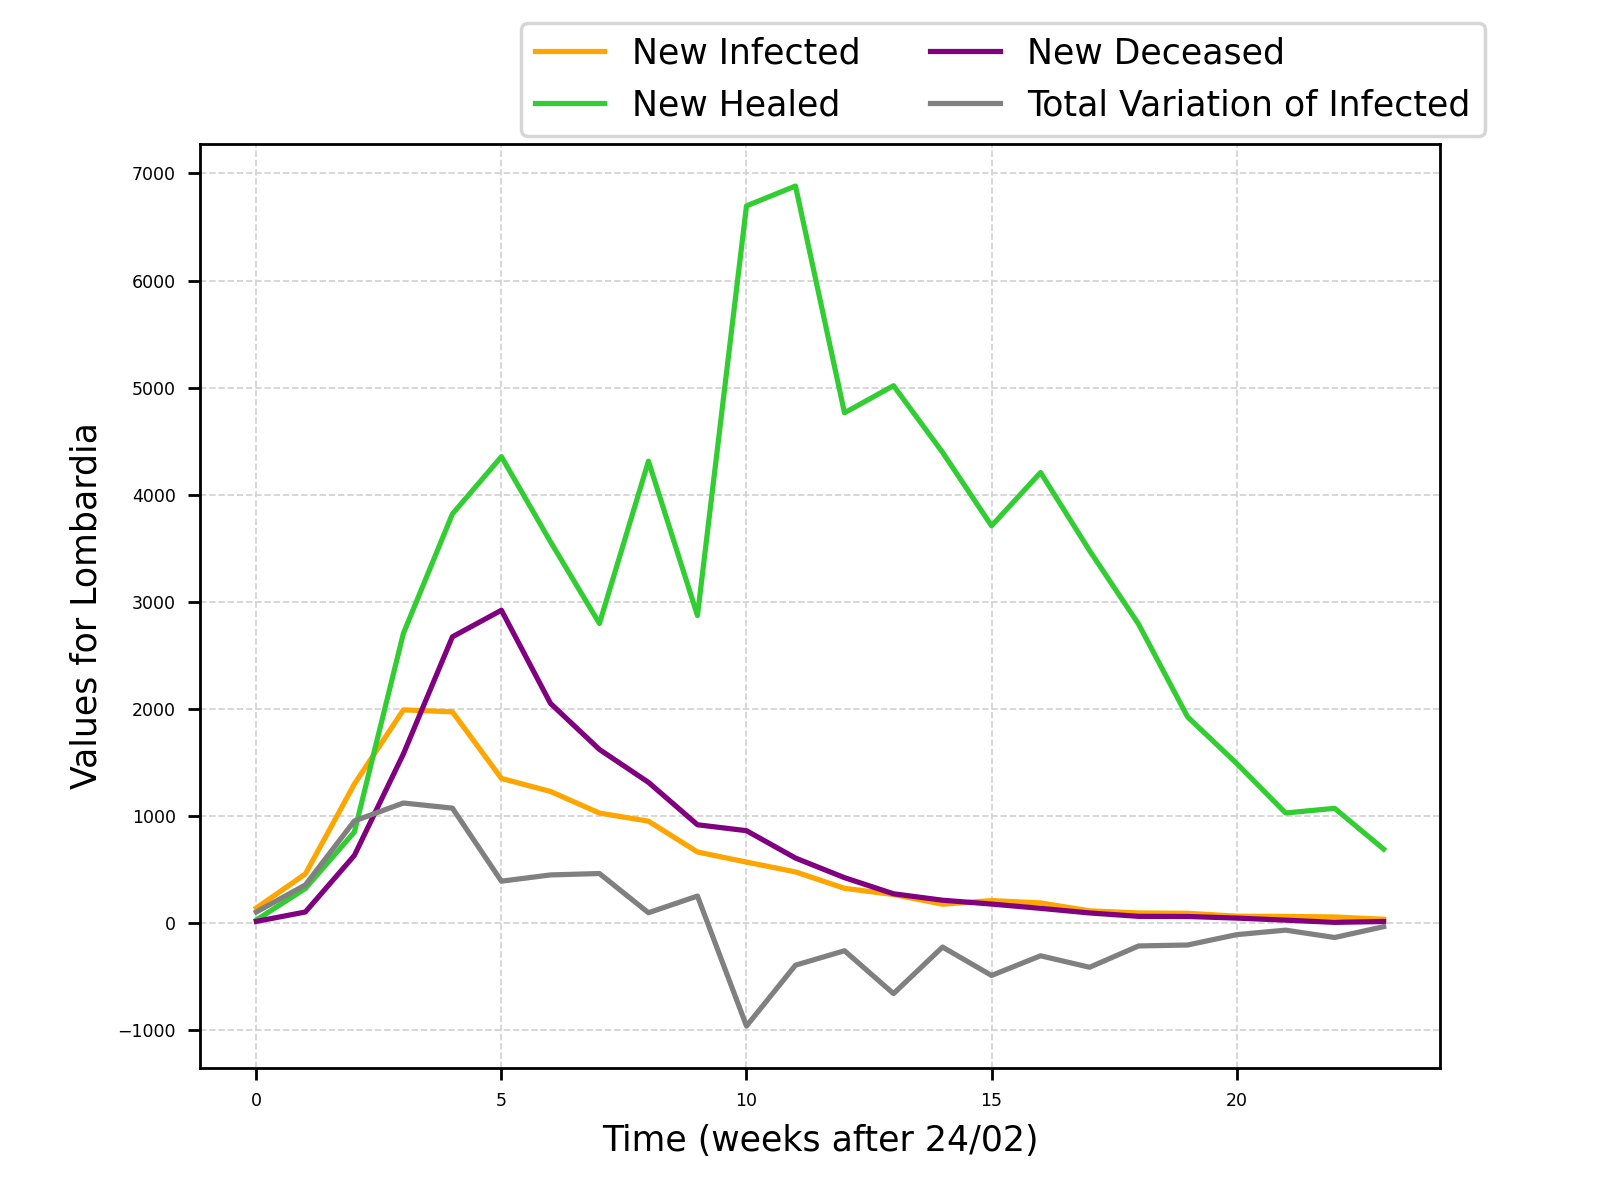 New Infected
New Healed
New Deceased
Total Variation of Infected
7000
6000
5000
4000
3000
2000
1000
0
−1000
Values for Lombardia
0 5 10 15 20
Time (weeks after 24/02)